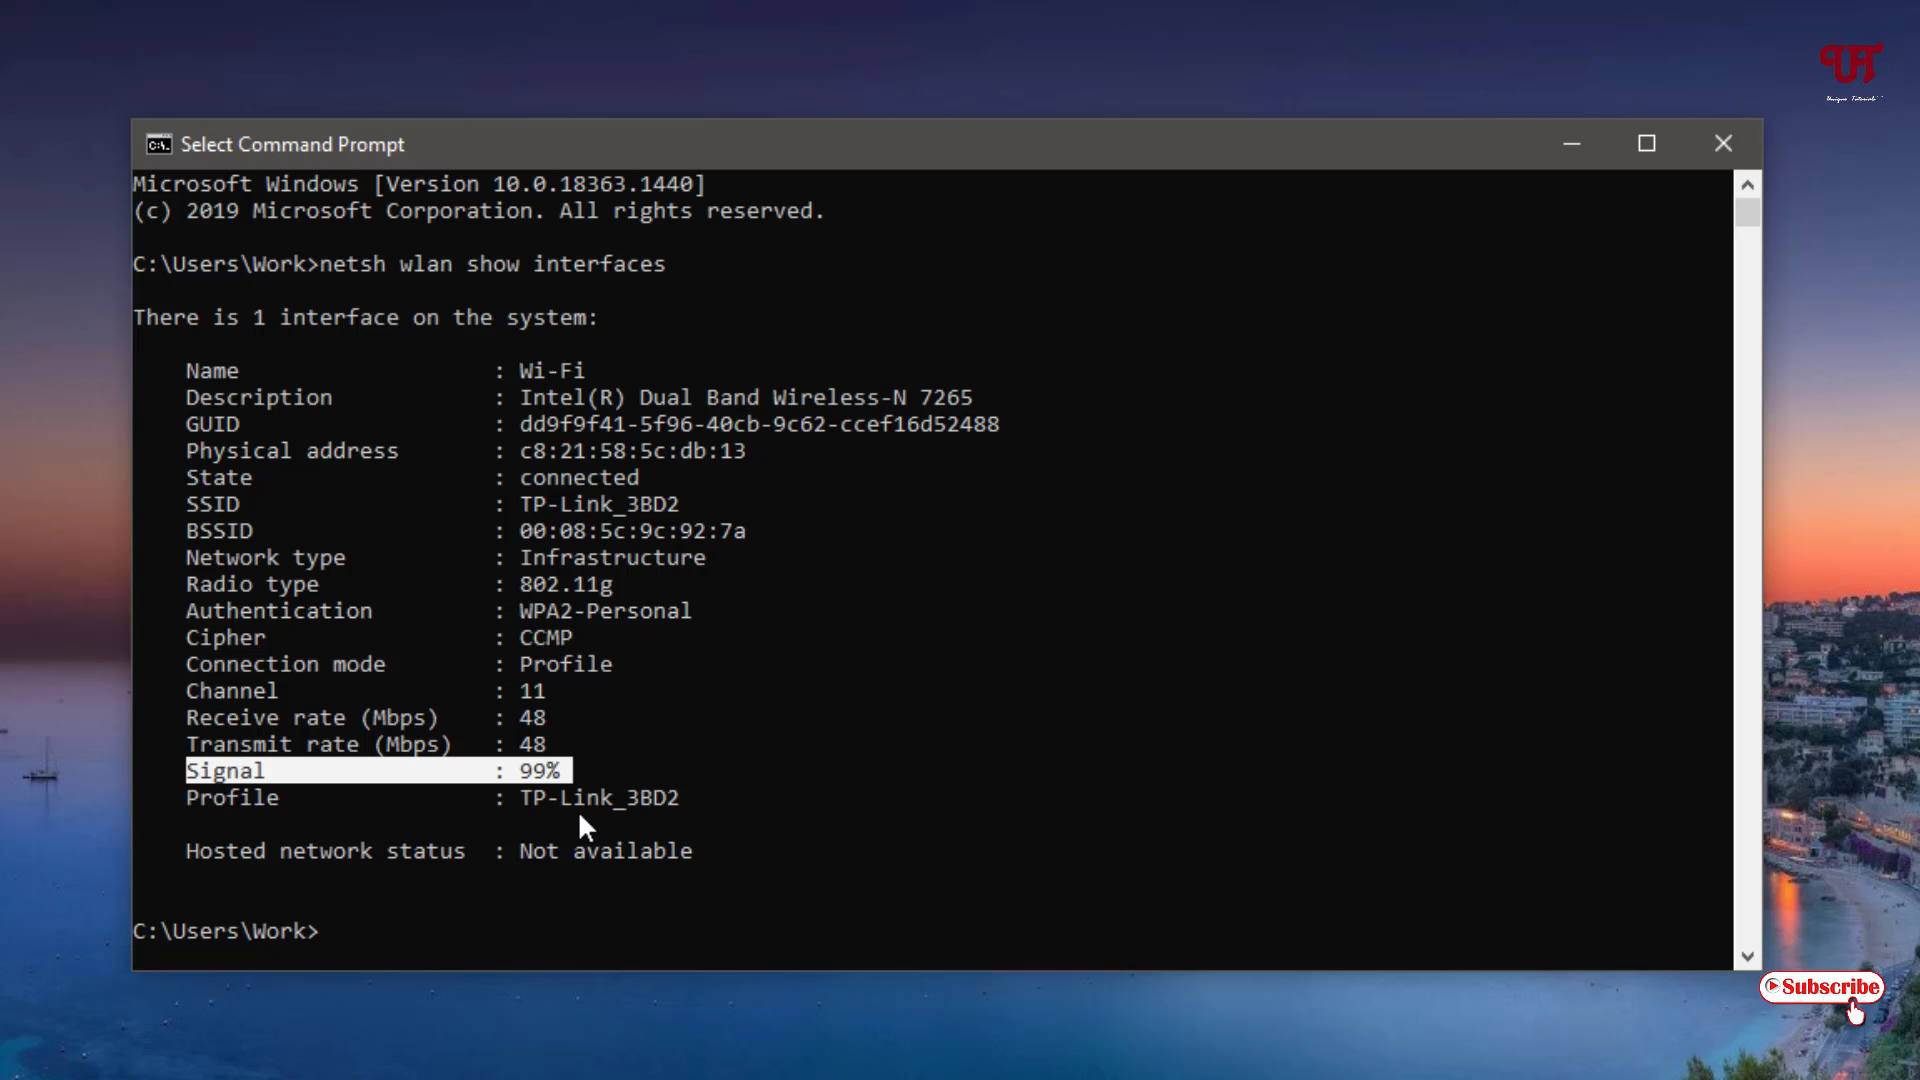 UHT
Unique Tutorials
Select Command Prompt
Microsoft Windows [Version 10.0.18363.1440]
(c) 2019 Microsoft Corporation. All rights reserved.
C:\Users\Work>netsh wlan show interfaces
There is 1 interface on the system:
Name : Wi-Fi
Description : Intel(R) Dual Band Wireless-N 7265
GUID : dd9f9f41-5f96-40cb-9c62-ccef16d52488
Physical address : c8:21:58:5c:db:13
State : connected
SSID : TP-Link_3BD2
BSSID : 00:08:5c:9c:92:7a
Network type : Infrastructure
Radio type : 802.11g
Authentication : WPA2-Personal
Cipher : CCMP
Connection mode : Profile
Channel : 11
Receive rate (Mbps) : 48
Transmit rate (Mbps) : 48
Signal : 99%
Profile : TP-Link_3BD2
Hosted network status : Not available
C:\Users\Work>
Subscribe